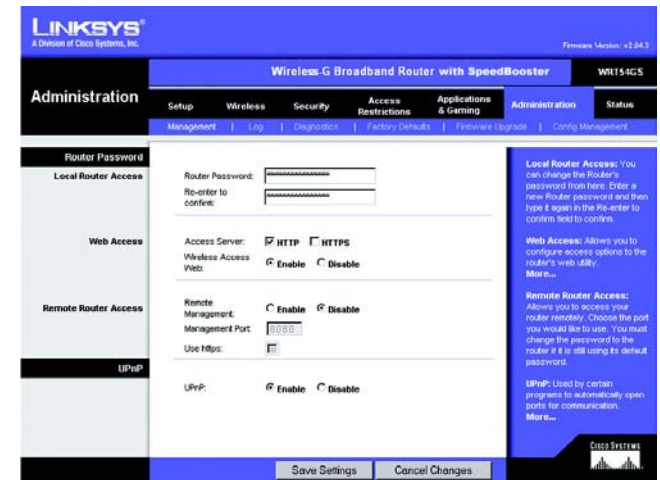 LINKSYS®
A Division of Cisco Systems, Inc.
Firmware Version: v2.04.3
Wireless-G Broadband Router with SpeedBooster
WRT54GS
Administration
Setup
Wireless
Security
Access
Restrictions
Applications
& Gaming
Administration
Status
Management | Log | Diagnostics | Factory Defaults | Firmware Upgrade | Config Management
Router Password
Local Router Access
Router Password:
Re-enter to
confirm:
Web Access
Access Server: HTTP HTTPS
Wireless Access
Web:
Enable Disable
Remote Router Access
Remote
Management:
Enable Disable
Management Port: 8080
Use https:
UPnP
UPnP: Enable Disable
Local Router Access: You
can change the Router's
password from here. Enter a
new Router password and then
type it again in the Re-enter to
confirm field to confirm.
Web Access: Allows you to
configure access options to the
router's web utility.
More...
Remote Router Access:
Allows you to access your
router remotely. Choose the port
you would like to use. You must
change the password to the
router if it is still using its default
password.
UPnP: Used by certain
programs to automatically open
ports for communication.
More...
Save Settings
Cancel Changes
CISCO SYSTEMS